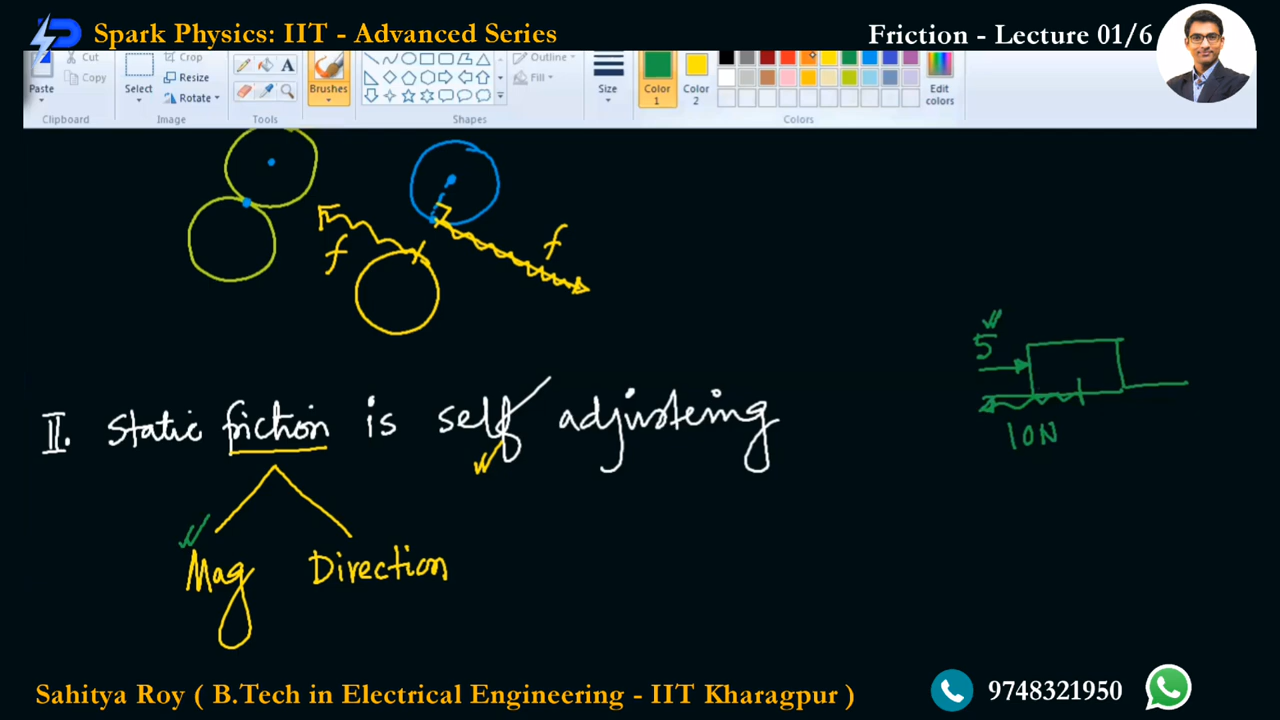 Spark Physics: IIT - Advanced Series
Friction - Lecture 01/6
Cut
Copy
Paste
Clipboard
Crop
Resize
Rotate
Select
Image
A
Tools
Brushes
Outline
Fill
Shapes
Size
Color
1
Color
2
Edit
colors
Colors
f
f
5
10N
II. Static friction is self adjusteing
Mag Direction
Sahitya Roy ( B.Tech in Electrical Engineering - IIT Kharagpur )
9748321950